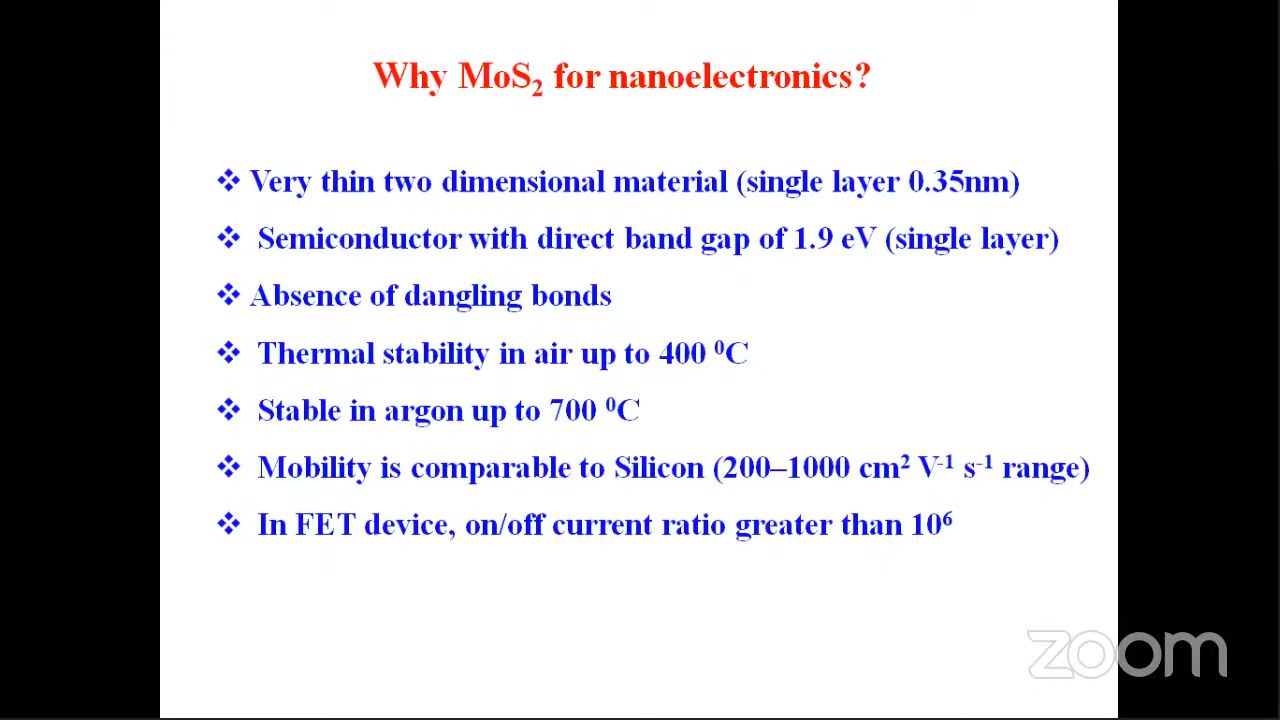 Why MoS₂ for nanoelectronics?
❖ Very thin two dimensional material (single layer 0.35nm)
❖ Semiconductor with direct band gap of 1.9 eV (single layer)
❖ Absence of dangling bonds
❖ Thermal stability in air up to 400 ⁰C
❖ Stable in argon up to 700 ⁰C
❖ Mobility is comparable to Silicon (200–1000 cm² V⁻¹ s⁻¹ range)
❖ In FET device, on/off current ratio greater than 10⁶
zoom